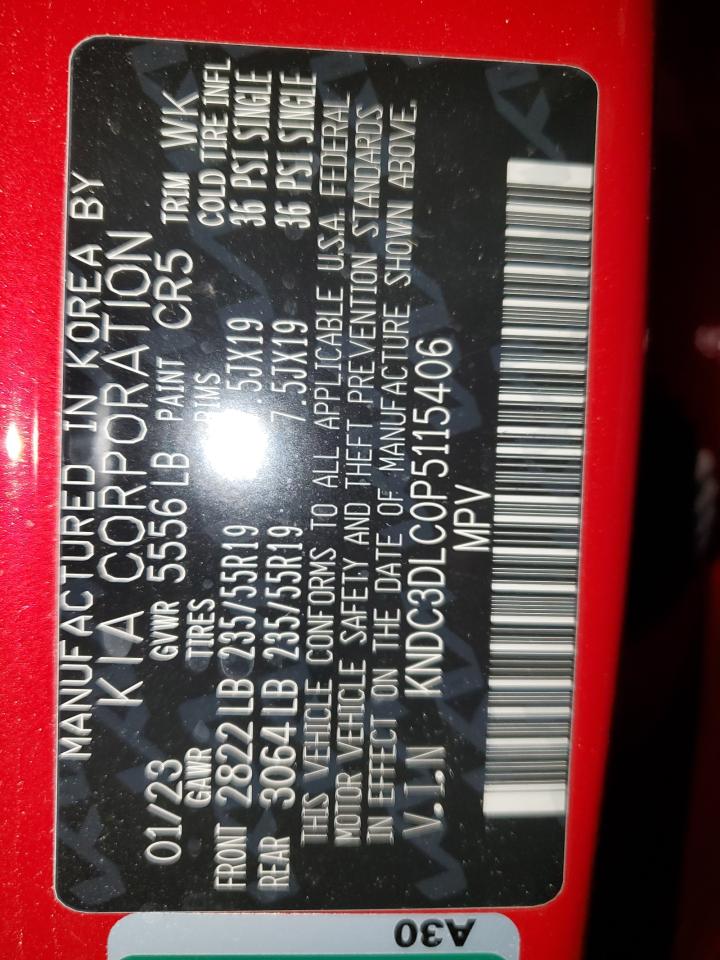 MANUFACTURED IN KOREA BY
KIA CORPORATION
01/23 GVWR 5556 LB PAINT CR5 TRIM WK
GAWR TIRES RIMS COLD TIRE INFL
FRONT 2822 LB 235/55R19 .5JX19 36 PSI SINGLE
REAR 3064 LB 235/55R19 7.5JX19 36 PSI SINGLE
THIS VEHICLE CONFORMS TO ALL APPLICABLE U.S.A. FEDERAL
MOTOR VEHICLE SAFETY AND THEFT PREVENTION STANDARDS
IN EFFECT ON THE DATE OF MANUFACTURE SHOWN ABOVE.
V.I.N KNDC3DLC0P5115406
MPV
A30